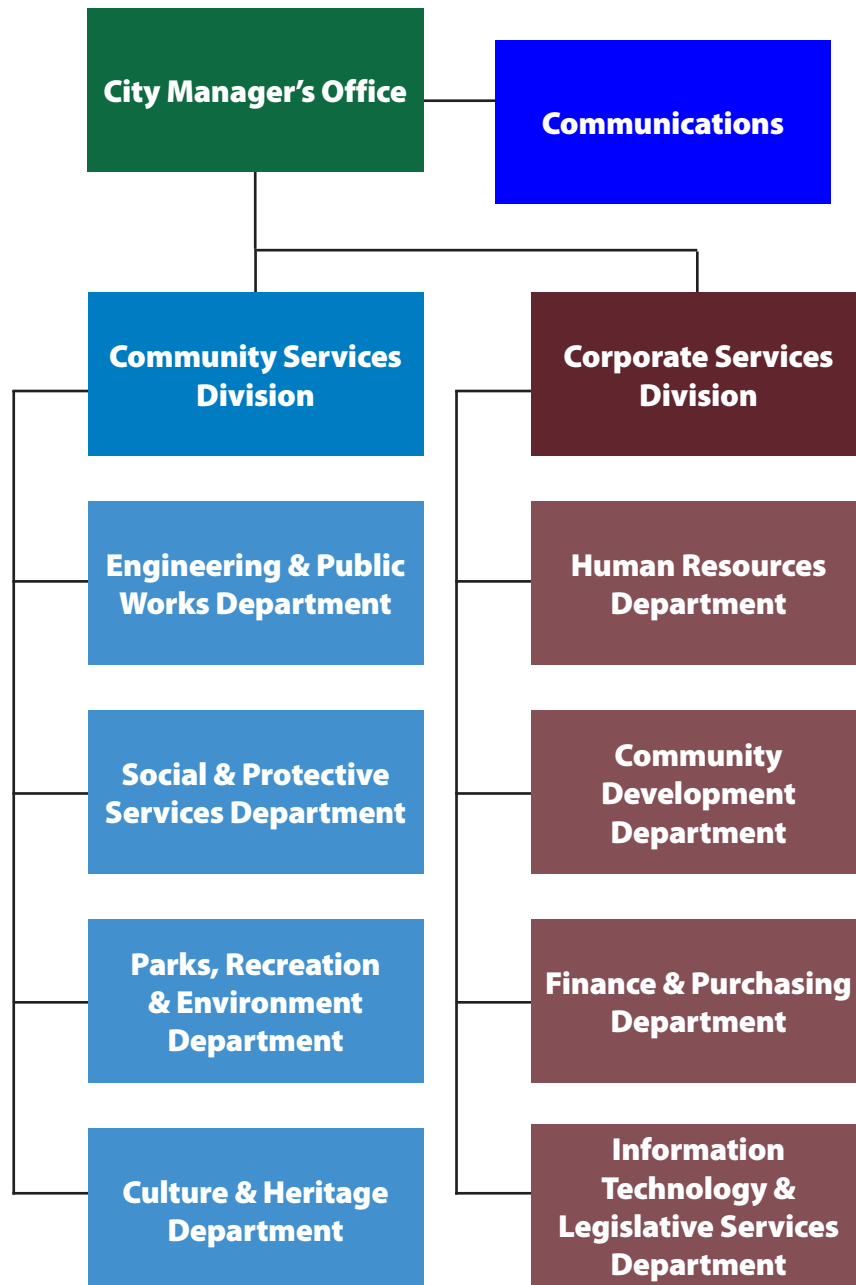 City Manager’s Office
Communications
Community Services
Division
Corporate Services
Division
Engineering & Public
Works Department
Human Resources
Department
Social & Protective
Services Department
Community
Development
Department
Parks, Recreation
& Environment
Department
Finance & Purchasing
Department
Culture & Heritage
Department
Information
Technology &
Legislative Services
Department